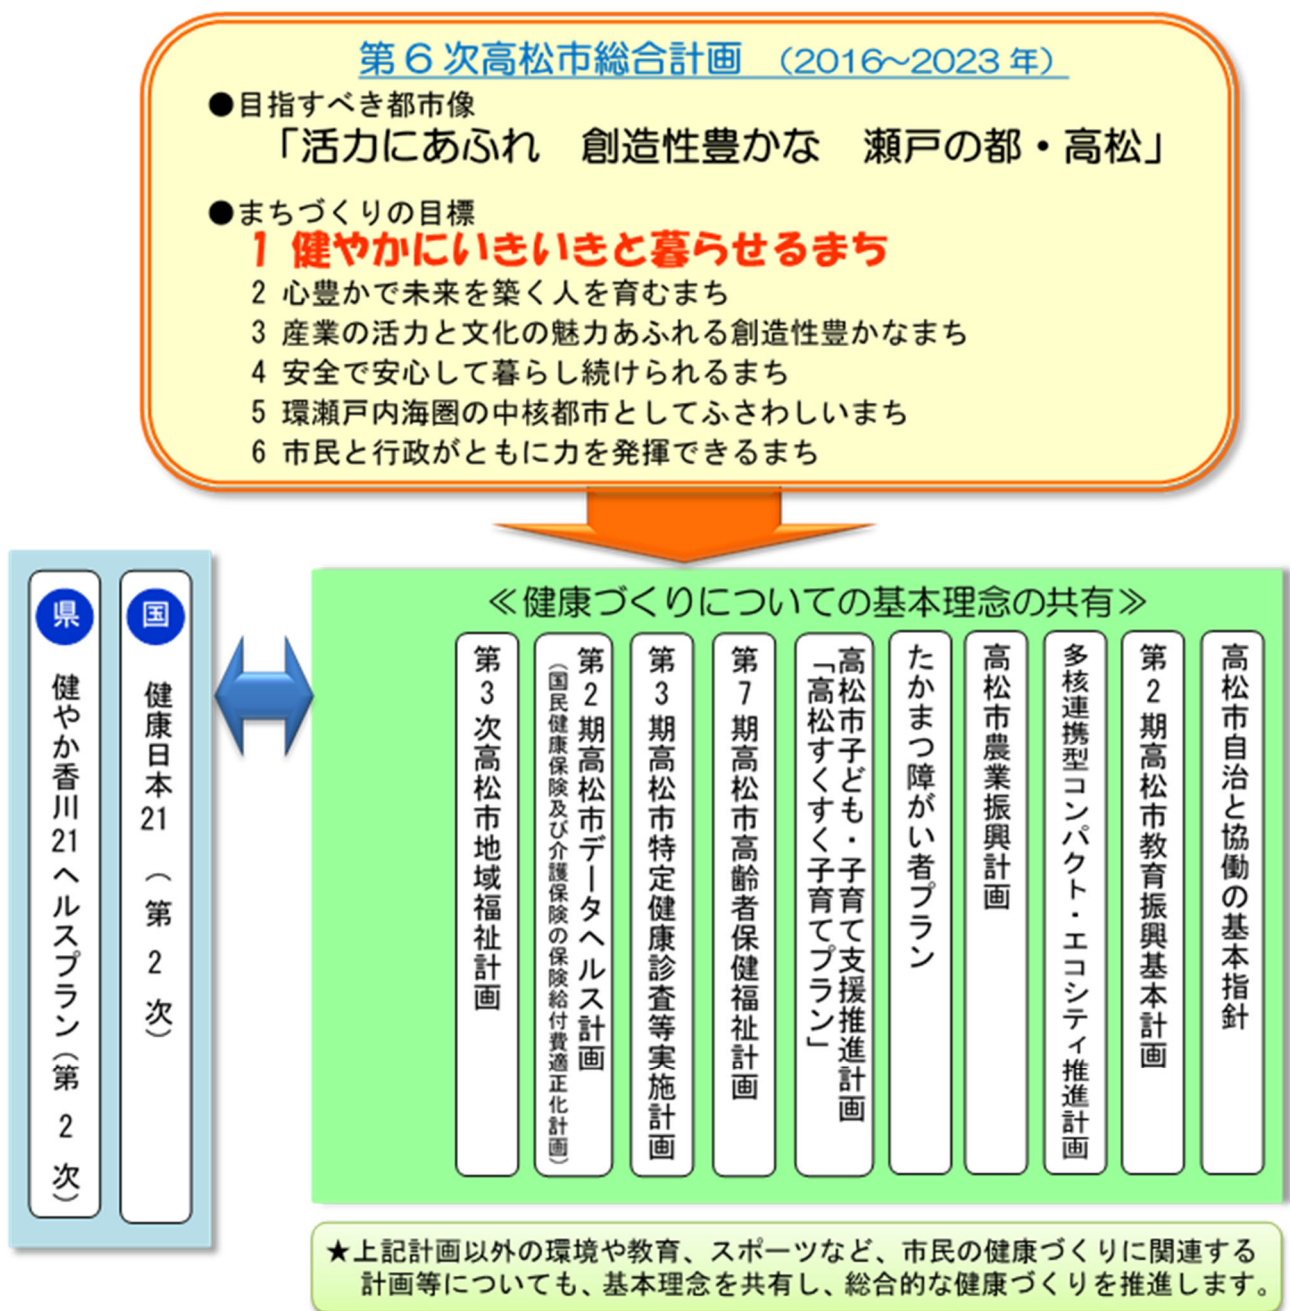 第6次高松市総合計画 （2016～2023年）
●目指すべき都市像
「活力にあふれ 創造性豊かな 瀬戸の都・高松」
●まちづくりの目標
1 健やかにいきいきと暮らせるまち
2 心豊かで未来を築く人を育むまち
3 産業の活力と文化の魅力あふれる創造性豊かなまち
4 安全で安心して暮らし続けられるまち
5 環瀬戸内海圏の中核都市としてふさわしいまち
6 市民と行政がともに力を発揮できるまち
国 健康日本21 （第2次）
県 健やか香川21ヘルスプラン（第2次）
≪健康づくりについての基本理念の共有≫
高松市自治と協働の基本指針
第2期高松市教育振興基本計画
多核連携型コンパクト・エコシティ推進計画
高松市農業振興計画
たかまつ障がい者プラン
高松市子ども・子育て支援推進計画
「高松すくすく子育てプラン」
第7期高松市高齢者保健福祉計画
第3期高松市特定健康診査等実施計画
第2期高松市データヘルス計画
（国民健康保険及び介護保険の保険給付費適正化計画）
第3次高松市地域福祉計画
★上記計画以外の環境や教育、スポーツなど、市民の健康づくりに関連する
計画等についても、基本理念を共有し、総合的な健康づくりを推進します。